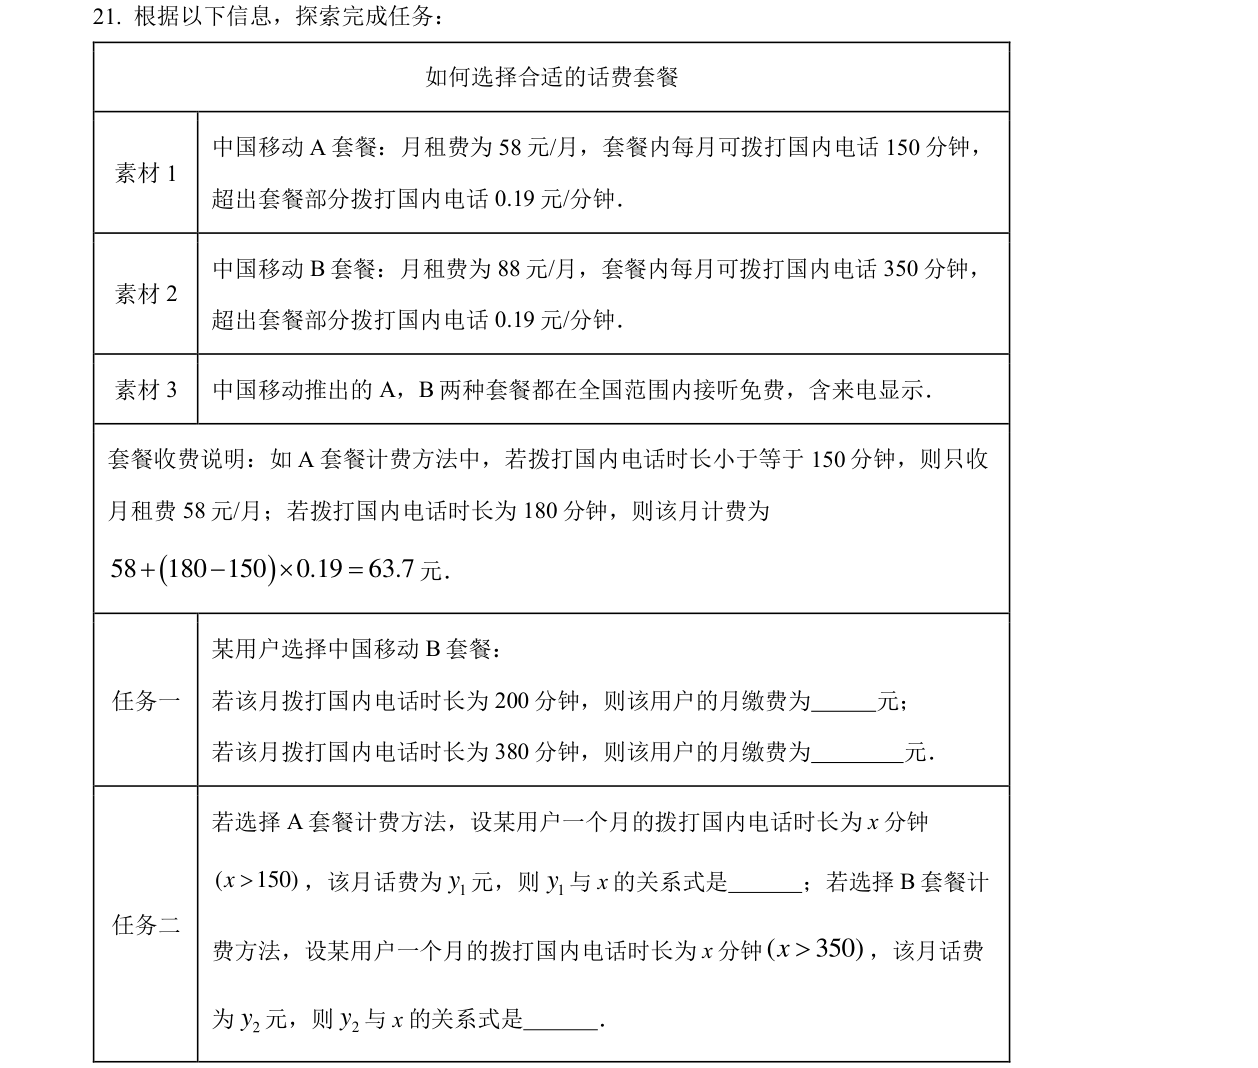 21. 根据以下信息，探索完成任务：
如何选择合适的话费套餐
素材 1
中国移动 A 套餐：月租费为 58 元/月，套餐内每月可拨打国内电话 150 分钟，
超出套餐部分拨打国内电话 0.19 元/分钟．
素材 2
中国移动 B 套餐：月租费为 88 元/月，套餐内每月可拨打国内电话 350 分钟，
超出套餐部分拨打国内电话 0.19 元/分钟．
素材 3
中国移动推出的 A，B 两种套餐都在全国范围内接听免费，含来电显示．
套餐收费说明：如 A 套餐计费方法中，若拨打国内电话时长小于等于 150 分钟，则只收
月租费 58 元/月；若拨打国内电话时长为 180 分钟，则该月计费为
58+(180−150)×0.19=63.7 元．
任务一
某用户选择中国移动 B 套餐：
若该月拨打国内电话时长为 200 分钟，则该用户的月缴费为______元；
若该月拨打国内电话时长为 380 分钟，则该用户的月缴费为________元．
任务二
若选择 A 套餐计费方法，设某用户一个月的拨打国内电话时长为 x 分钟
(x>150)，该月话费为 y₁ 元，则 y₁ 与 x 的关系式是______；若选择 B 套餐计
费方法，设某用户一个月的拨打国内电话时长为 x 分钟(x>350)，该月话费
为 y₂ 元，则 y₂ 与 x 的关系式是______．